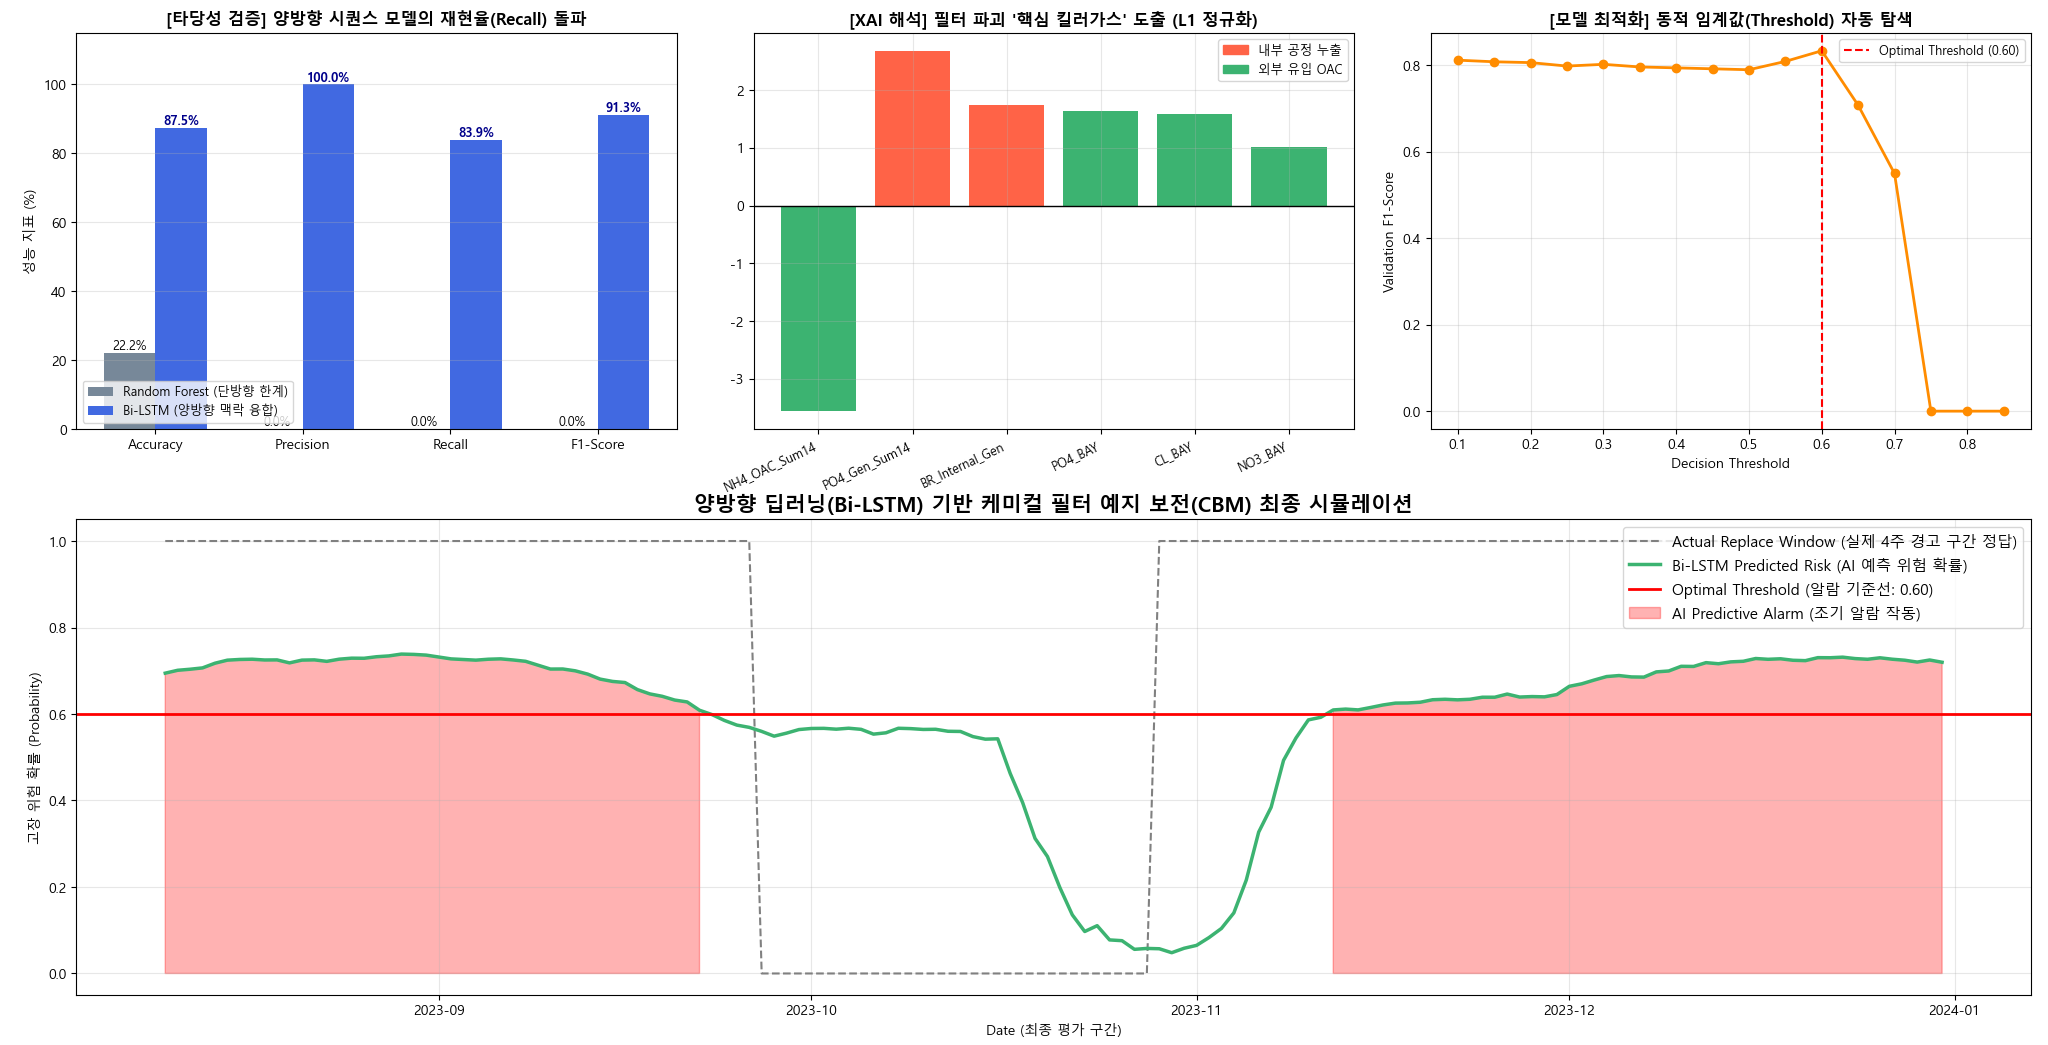 [타당성 검증] 양방향 시퀀스 모델의 재현율(Recall) 돌파
성능 지표 (%)
100
80
60
40
20
0
22.2%
87.5%
0.0%
100.0%
0.0%
83.9%
0.0%
91.3%
Random Forest (단방향 한계)
Bi-LSTM (양방향 맥락 융합)
Accuracy
Precision
Recall
F1-Score
[XAI 해석] 필터 파괴 '핵심 킬러가스' 도출 (L1 정규화)
내부 공정 누출
외부 유입 OAC
2
1
0
-1
-2
-3
NH4_OAC_Sum14
PO4_Gen_Sum14
BR_Internal_Gen
PO4_BAY
CL_BAY
NO3_BAY
[모델 최적화] 동적 임계값(Threshold) 자동 탐색
Optimal Threshold (0.60)
Validation F1-Score
0.8
0.6
0.4
0.2
0.0
0.1
0.2
0.3
0.4
0.5
0.6
0.7
0.8
Decision Threshold
양방향 딥러닝(Bi-LSTM) 기반 케미컬 필터 예지 보전(CBM) 최종 시뮬레이션
고장 위험 확률 (Probability)
1.0
0.8
0.6
0.4
0.2
0.0
Actual Replace Window (실제 4주 경고 구간 정답)
Bi-LSTM Predicted Risk (AI 예측 위험 확률)
Optimal Threshold (알람 기준선: 0.60)
AI Predictive Alarm (조기 알람 작동)
2023-09
2023-10
2023-11
2023-12
2024-01
Date (최종 평가 구간)